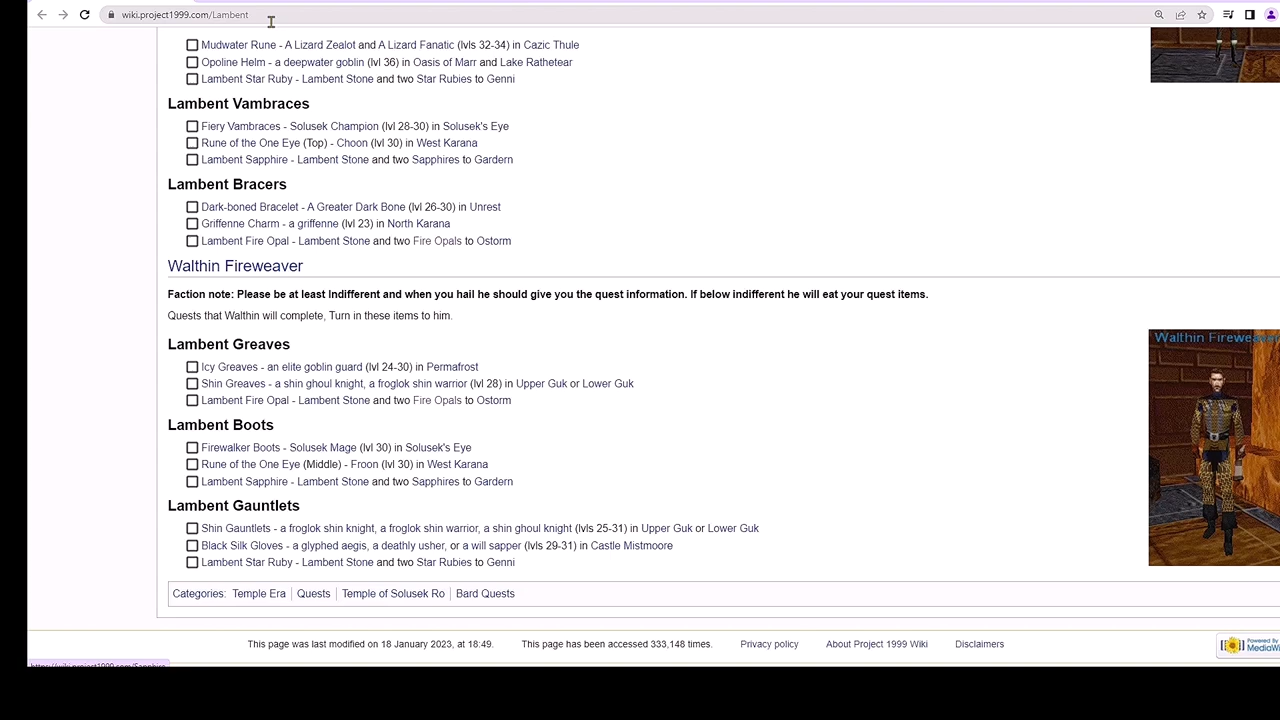 wiki.project1999.com/Lambent
Mudwater Rune - A Lizard Zealot and A Lizard Fanatic (lvls 32-34) in Cazic Thule
Opoline Helm - a deepwater goblin (lvl 36) in Oasis of Marr and Lake Rathetear
Lambent Star Ruby - Lambent Stone and two Star Rubies to Genni
Lambent Vambraces
Fiery Vambraces - Solusek Champion (lvl 28-30) in Solusek's Eye
Rune of the One Eye (Top) - Choon (lvl 30) in West Karana
Lambent Sapphire - Lambent Stone and two Sapphires to Gardern
Lambent Bracers
Dark-boned Bracelet - A Greater Dark Bone (lvl 26-30) in Unrest
Griffenne Charm - a griffenne (lvl 23) in North Karana
Lambent Fire Opal - Lambent Stone and two Fire Opals to Ostorm
Walthin Fireweaver
Faction note: Please be at least Indifferent and when you hail he should give you the quest information. If below indifferent he will eat your quest items.
Quests that Walthin will complete, Turn in these items to him.
Walthin Fireweaver
Lambent Greaves
Icy Greaves - an elite goblin guard (lvl 24-30) in Permafrost
Shin Greaves - a shin ghoul knight, a froglok shin warrior (lvl 28) in Upper Guk or Lower Guk
Lambent Fire Opal - Lambent Stone and two Fire Opals to Ostorm
Lambent Boots
Firewalker Boots - Solusek Mage (lvl 30) in Solusek's Eye
Rune of the One Eye (Middle) - Froon (lvl 30) in West Karana
Lambent Sapphire - Lambent Stone and two Sapphires to Gardern
Lambent Gauntlets
Shin Gauntlets - a froglok shin knight, a froglok shin warrior, a shin ghoul knight (lvls 25-31) in Upper Guk or Lower Guk
Black Silk Gloves - a glyphed aegis, a deathly usher, or a will sapper (lvls 29-31) in Castle Mistmoore
Lambent Star Ruby - Lambent Stone and two Star Rubies to Genni
Categories: Temple Era | Quests | Temple of Solusek Ro | Bard Quests
This page was last modified on 18 January 2023, at 18:49. This page has been accessed 333,148 times. Privacy policy About Project 1999 Wiki Disclaimers
Powered By
MediaWi
https://wiki.project1999.com/Sapphire